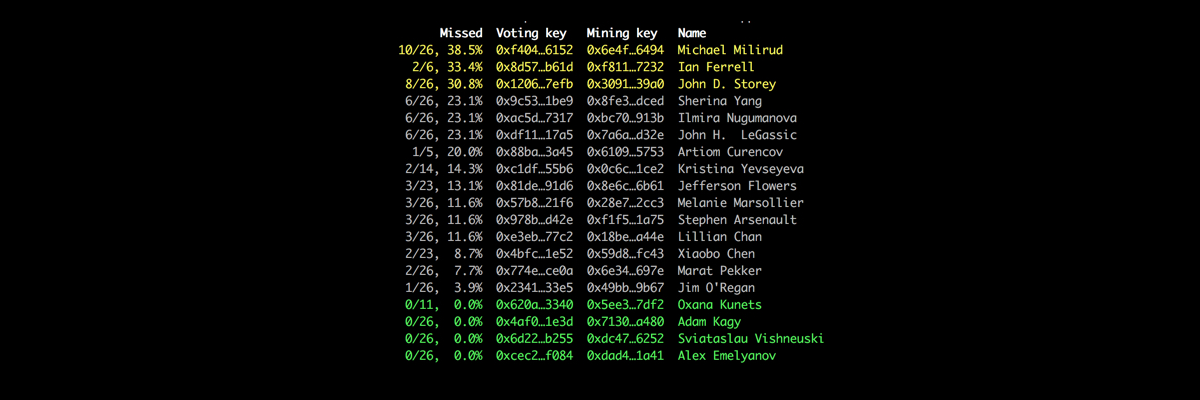 Missed Voting key Mining key Name
10/26, 38.5% 0xf404…6152 0x6e4f…6494 Michael Milirud
2/6, 33.4% 0x8d57…b61d 0xf811…7232 Ian Ferrell
8/26, 30.8% 0x1206…7efb 0x3091…39a0 John D. Storey
6/26, 23.1% 0x9c53…1be9 0x8fe3…dced Sherina Yang
6/26, 23.1% 0xac5d…7317 0xbc70…913b Ilmira Nugumanova
6/26, 23.1% 0xdf11…17a5 0x7a6a…d32e John H.  LeGassic
1/5, 20.0% 0x88ba…3a45 0x6109…5753 Artiom Curencov
2/14, 14.3% 0xc1df…55b6 0x0c6c…1ce2 Kristina Yevseyeva
3/23, 13.1% 0x81de…91d6 0x8e6c…6b61 Jefferson Flowers
3/26, 11.6% 0x57b8…21f6 0x28e7…2cc3 Melanie Marsollier
3/26, 11.6% 0x978b…d42e 0xf1f5…1a75 Stephen Arsenault
3/26, 11.6% 0xe3eb…77c2 0x18be…a44e Lillian Chan
2/23, 8.7% 0x4bfc…1e52 0x59d8…fc43 Xiaobo Chen
2/26, 7.7% 0x774e…ce0a 0x6e34…697e Marat Pekker
1/26, 3.9% 0x2341…33e5 0x49bb…9b67 Jim O'Regan
0/11, 0.0% 0x620a…3340 0x5ee3…7df2 Oxana Kunets
0/26, 0.0% 0x4af0…1e3d 0x7130…a480 Adam Kagy
0/26, 0.0% 0x6d22…b255 0xdc47…6252 Sviataslau Vishneuski
0/26, 0.0% 0xcec2…f084 0xdad4…1a41 Alex Emelyanov